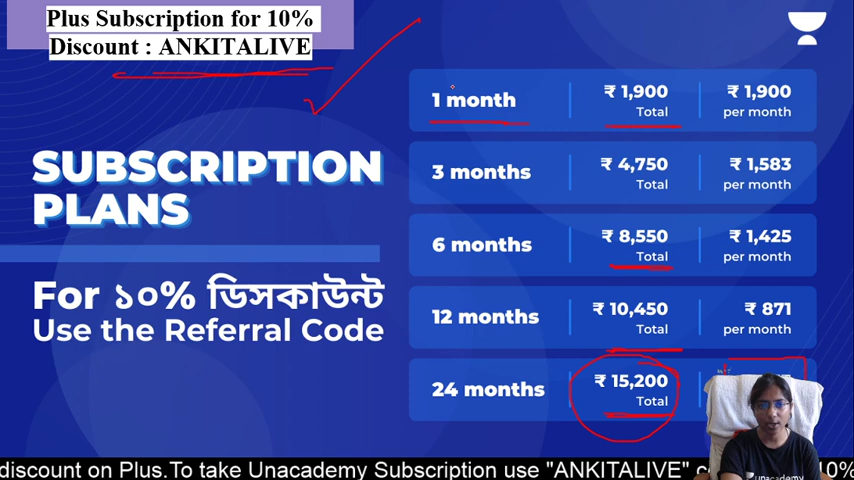 Plus Subscription for 10%
Discount : ANKITALIVE
SUBSCRIPTION
PLANS
For ১০% ডিসকাউন্ট
Use the Referral Code
1 month
₹ 1,900
Total
₹ 1,900
per month
3 months
₹ 4,750
Total
₹ 1,583
per month
6 months
₹ 8,550
Total
₹ 1,425
per month
12 months
₹ 10,450
Total
₹ 871
per month
24 months
₹ 15,200
Total
unacademy
discount on Plus.To take Unacademy Subscription use "ANKITALIVE" c 10%